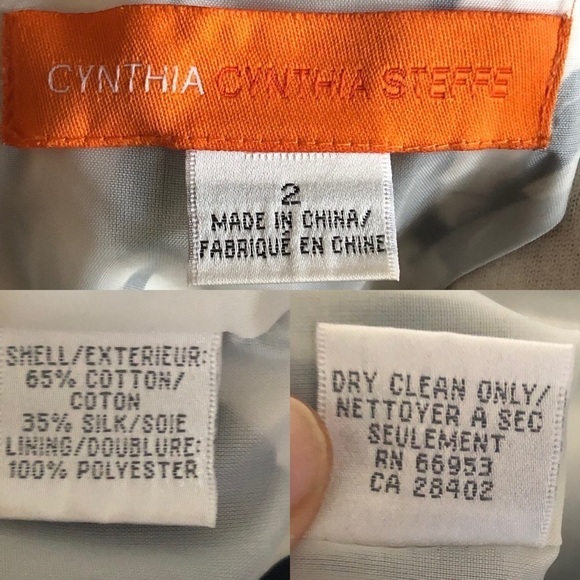 CYNTHIA CYNTHIA STEFFE
2
MADE IN CHINA/
FABRIQUÉ EN CHINE
SHELL/EXTERIEUR:
65% COTTON/
COTON
35% SILK/SOIE
LINING/DOUBLURE:
100% POLYESTER
DRY CLEAN ONLY/
NETTOYER A SEC
SEULEMENT
RN 66953
CA 28402